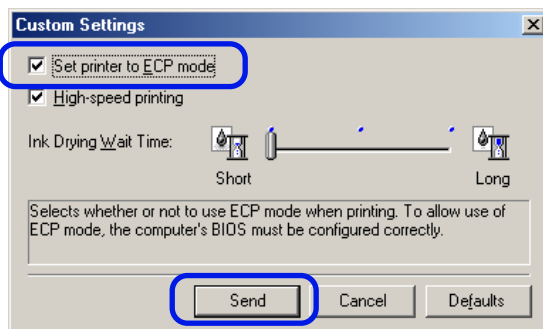 Custom Settings
Set printer to ECP mode
High-speed printing
Ink Drying Wait Time:
Short Long
Selects whether or not to use ECP mode when printing. To allow use of
ECP mode, the computer's BIOS must be configured correctly.
Send Cancel Defaults